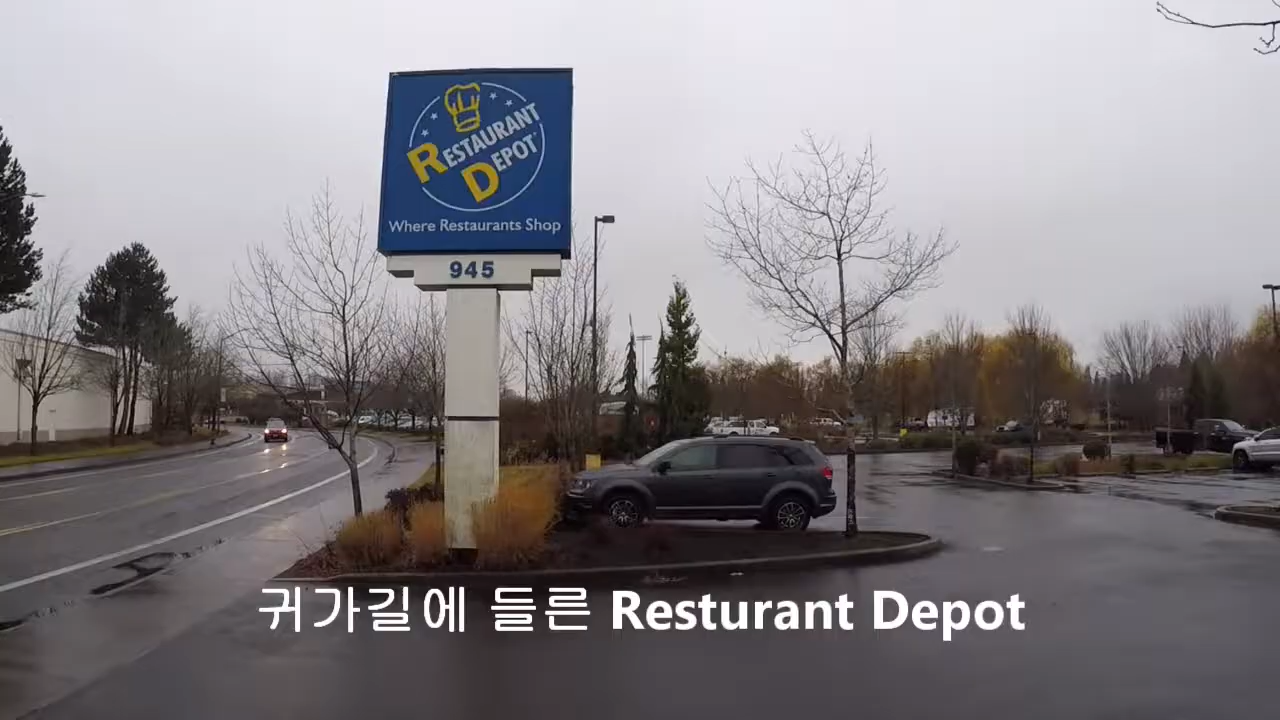 RESTAURANT
DEPOT
Where Restaurants Shop
945
귀가길에 들른 Resturant Depot